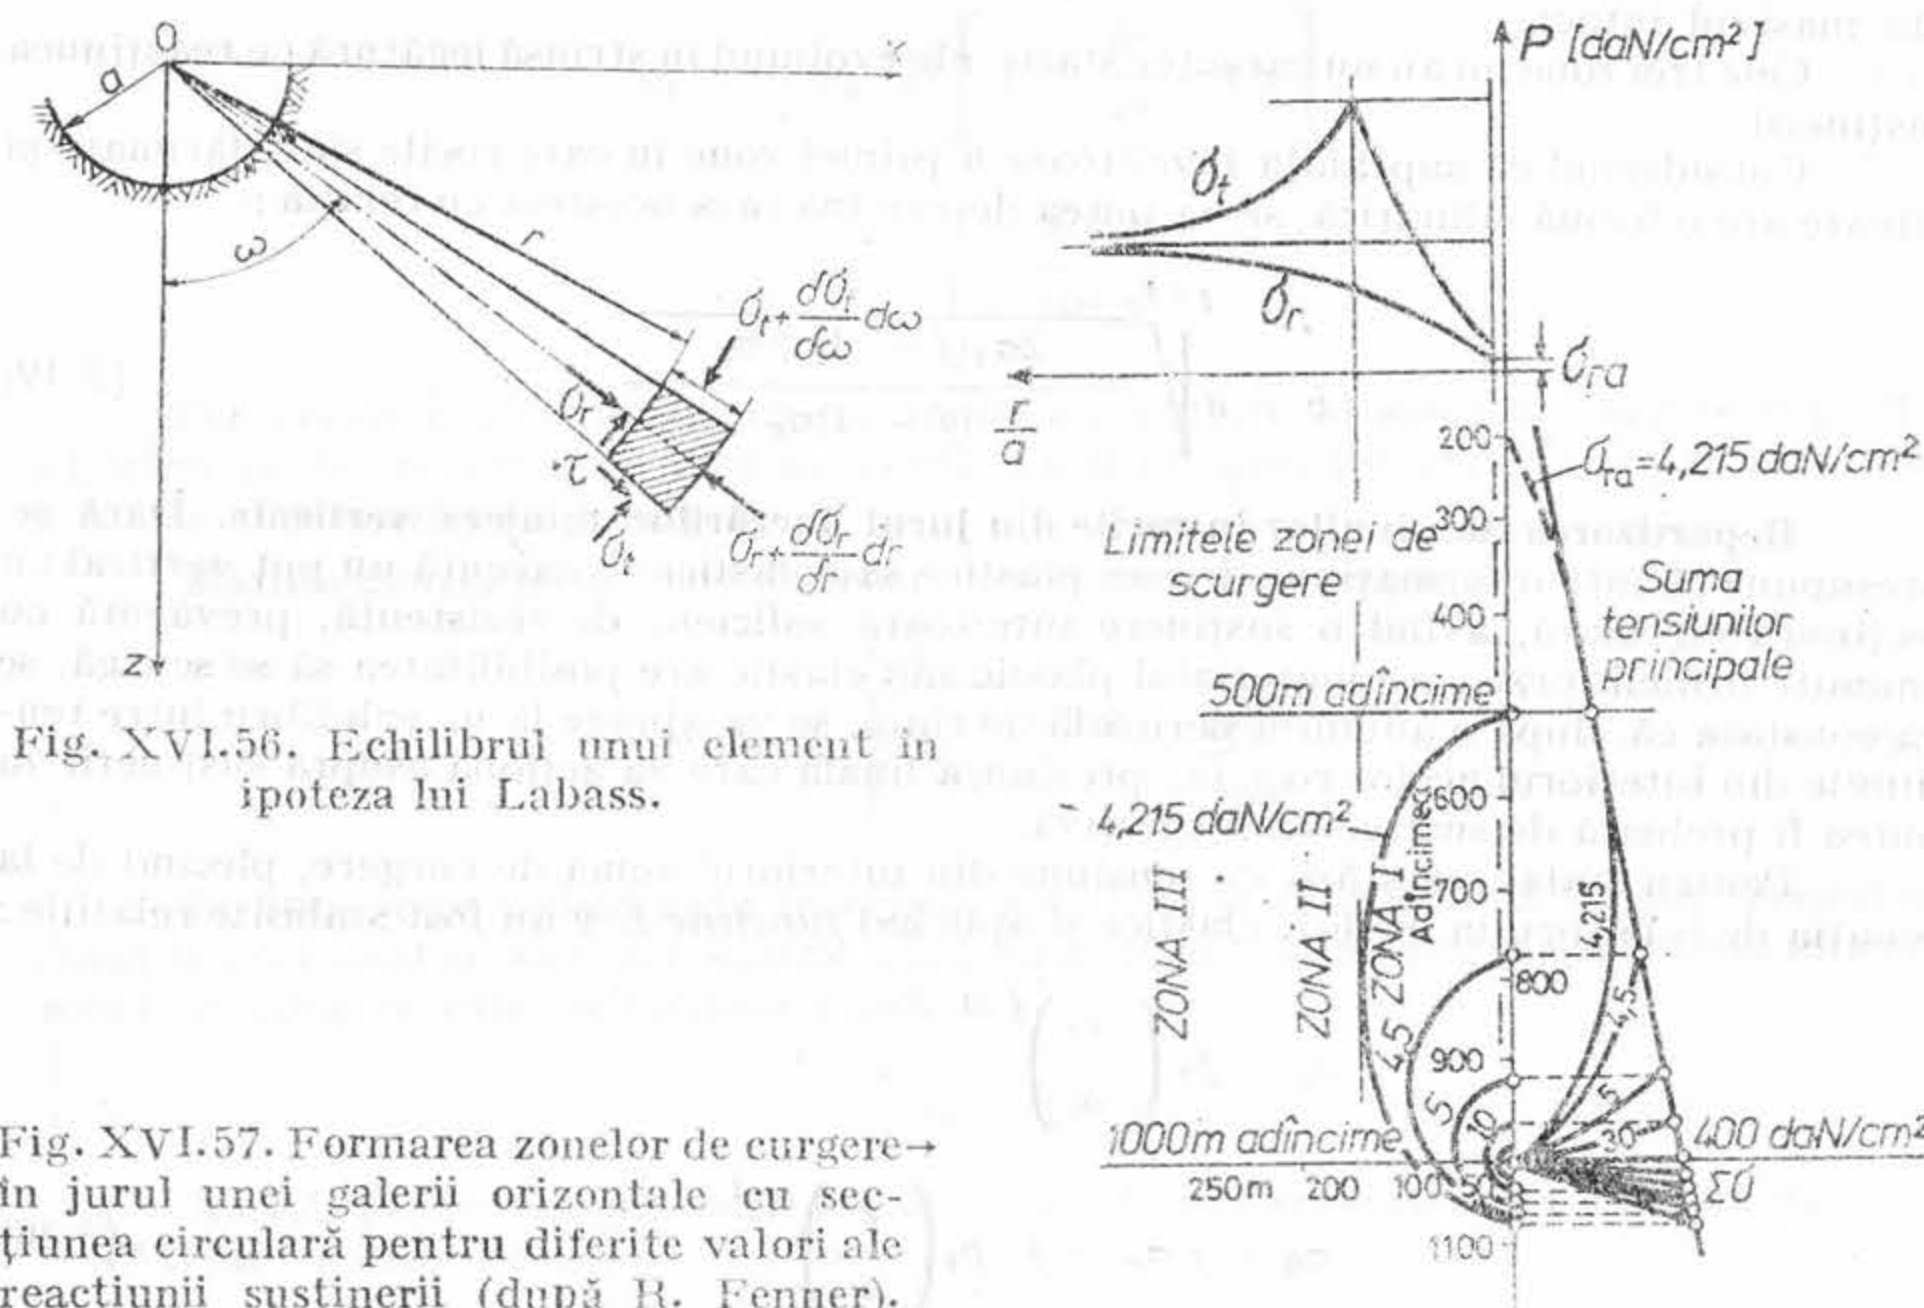 O
x
a
ω
r
z
σt + dσt/dω dω
σr
τ
σt
σr + dσr/dr dr
Fig. XVI.56. Echilibrul unui element în
ipoteza lui Labass.
Fig. XVI.57. Formarea zonelor de curgere→
în jurul unei galerii orizontale cu sec-
țiunea circulară pentru diferite valori ale
reacțiunii susținerii (după R. Fenner).
P [daN/cm²]
σt
σr
σra
r/a
200
σra=4,215 daN/cm²
300
Limitele zonei de
scurgere
400
Suma
tensiunilor
principale
500m adîncime
600
4,215 daN/cm²
Adîncime
700
ZONA III
ZONA II
ZONA I
4,215
800
4,5
4,5
900
5
5
10
1000m adîncime
400 daN/cm²
250m
200
100
50
Σσ
1100